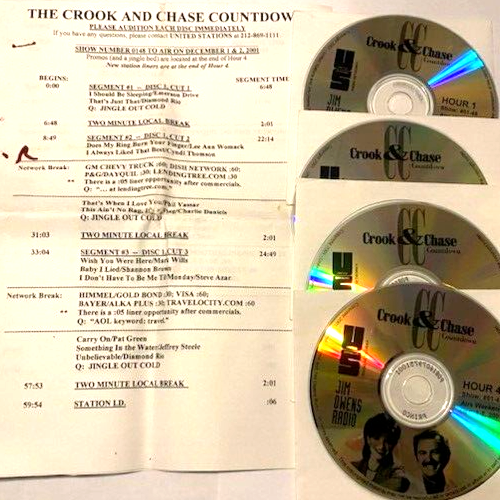 THE CROOK AND CHASE COUNTDOW
PLEASE AUDITION EACH DISC IMMEDIATELY
If you have any questions, please contact UNITED STATIONS at 212-869-1111.
SHOW NUMBER 0148 TO AIR ON DECEMBER 1 & 2, 2001
Promos (and a jingle bed) are located at the end of Hour 4
New station liners are at the end of Hour 4.
BEGINS: SEGMENT TIME
0:00 SEGMENT #1 -- DISC 1, CUT 1 6:48
I Should Be Sleeping/Emerson Drive
That's Just That/Diamond Rio
Q: JINGLE OUT COLD
6:48 TWO MINUTE LOCAL BREAK 2:01
8:49 SEGMENT #2 -- DISC 1, CUT 2 22:14
Does My Ring Burn Your Finger/Lee Ann Womack
I Always Liked That Best/Cyndi Thomson
Network Break: GM CHEVY TRUCK :60; DISH NETWORK :60;
P&G/DAYQUIL :30; LENDINGTREE.COM :30
** There is a :05 liner opportunity after commercials.
Q: "... at lendingtree.com."
That's When I Love You/Phil Vassar
This Ain't No Rag, It's a Flag/Charlie Daniels
Q: JINGLE OUT COLD
31:03 TWO MINUTE LOCAL BREAK 2:01
33:04 SEGMENT #3 -- DISC 1, CUT 3 24:49
Wish You Were Here/Mark Wills
Baby I Lied/Shannon Brown
I Don't Have To Be Me Til Monday/Steve Azar
Network Break: HIMMEL/GOLD BOND :30; VISA :60;
BAYER/ALKA PLUS :30; TRAVELOCITY.COM :60
** There is a :05 liner opportunity after commercials.
Q: "AOL keyword: travel."
Carry On/Pat Green
Something In the Water/Jeffrey Steele
Unbelievable/Diamond Rio
Q: JINGLE OUT COLD
57:53 TWO MINUTE LOCAL BREAK 2:01
59:54 STATION I.D. :06
Crook & Chase
Countdown
HOUR 1
JIM
Crook & Chase
Countdown
Crook & Chase
Countdown
Crook & Chase
Countdown
HOUR 4
JIM
OWENS
RADIO